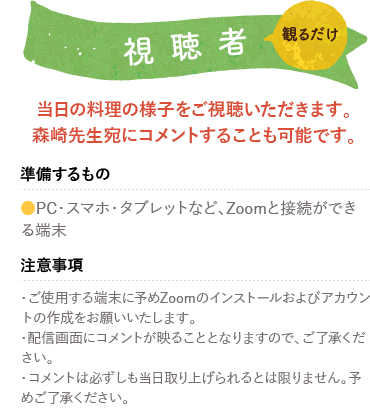 視聴者
観るだけ
当日の料理の様子をご視聴いただきます。
森崎先生宛にコメントすることも可能です。
準備するもの
●PC・スマホ・タブレットなど、Zoomと接続ができ
る端末
注意事項
・ご使用する端末に予めZoomのインストールおよびアカウン
トの作成をお願いいたします。
・配信画面にコメントが映ることとなりますので、ご了承くだ
さい。
・コメントは必ずしも当日取り上げられるとは限りません。予
めご了承ください。